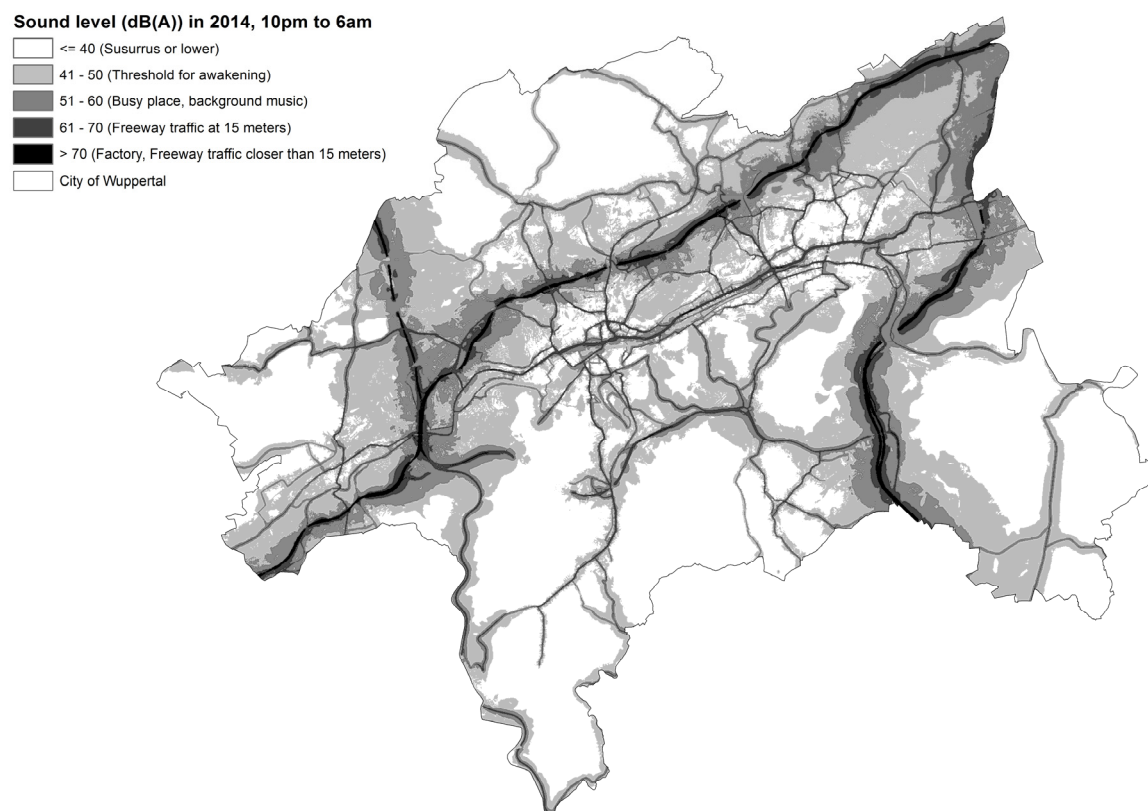 Sound level (dB(A)) in 2014, 10pm to 6am
<= 40 (Susurrus or lower)
41 - 50 (Threshold for awakening)
51 - 60 (Busy place, background music)
61 - 70 (Freeway traffic at 15 meters)
> 70 (Factory, Freeway traffic closer than 15 meters)
City of Wuppertal